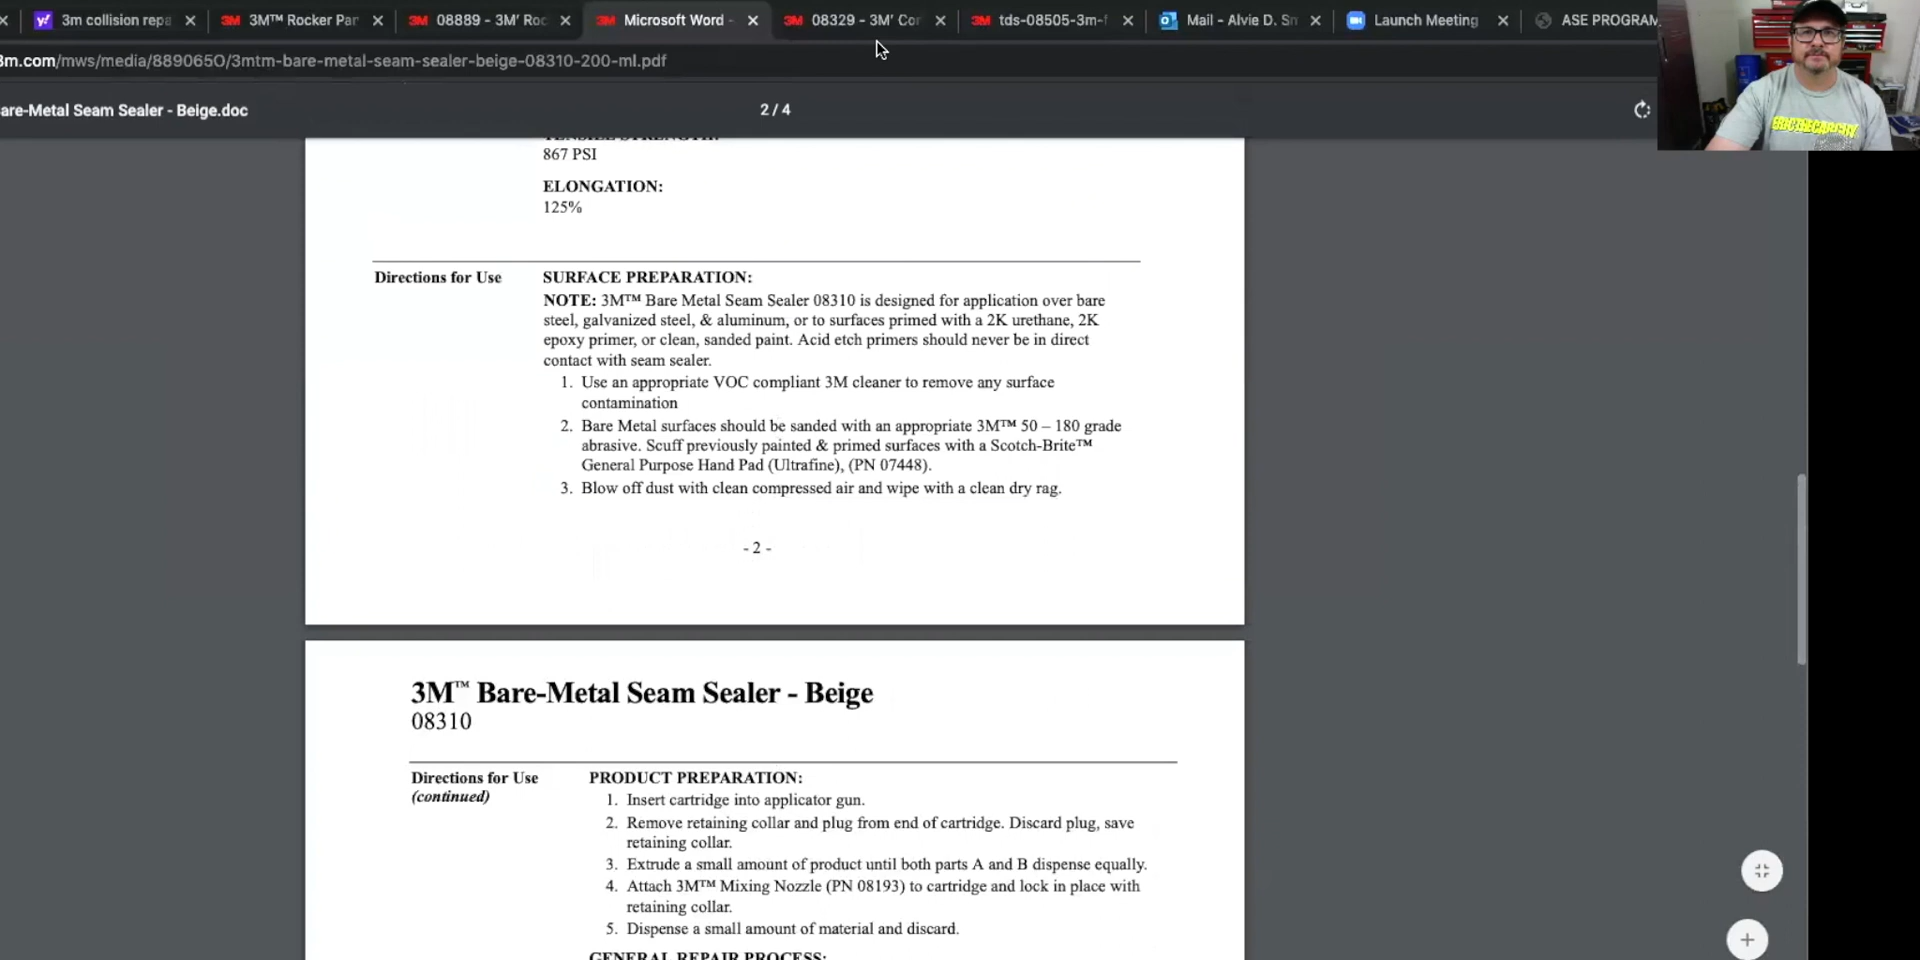 3m collision repa
3M™ Rocker Par
08889 - 3M′ Roc
Microsoft Word -
08329 - 3M′ Cor
tds-08505-3m-f
Mail - Alvie D. Sn
Launch Meeting
ASE PROGRAM
3m.com/mws/media/889065O/3mtm-bare-metal-seam-sealer-beige-08310-200-ml.pdf
are-Metal Seam Sealer - Beige.doc
2 / 4
TENSILE STRENGTH:
867 PSI
ELONGATION:
125%
Directions for Use
SURFACE PREPARATION:
NOTE: 3M™ Bare Metal Seam Sealer 08310 is designed for application over bare
steel, galvanized steel, & aluminum, or to surfaces primed with a 2K urethane, 2K
epoxy primer, or clean, sanded paint. Acid etch primers should never be in direct
contact with seam sealer.
1. Use an appropriate VOC compliant 3M cleaner to remove any surface
contamination
2. Bare Metal surfaces should be sanded with an appropriate 3M™ 50 – 180 grade
abrasive. Scuff previously painted & primed surfaces with a Scotch-Brite™
General Purpose Hand Pad (Ultrafine), (PN 07448).
3. Blow off dust with clean compressed air and wipe with a clean dry rag.
- 2 -
3M™ Bare-Metal Seam Sealer - Beige
08310
Directions for Use
(continued)
PRODUCT PREPARATION:
1. Insert cartridge into applicator gun.
2. Remove retaining collar and plug from end of cartridge. Discard plug, save
retaining collar.
3. Extrude a small amount of product until both parts A and B dispense equally.
4. Attach 3M™ Mixing Nozzle (PN 08193) to cartridge and lock in place with
retaining collar.
5. Dispense a small amount of material and discard.
GENERAL REPAIR PROCESS: